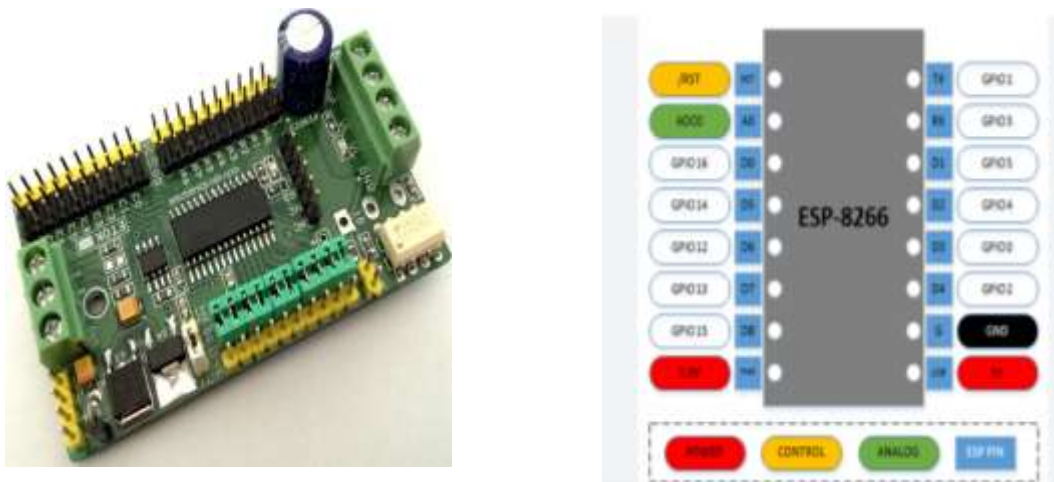 /RST RST TX GPIO1
ADC0 A0 RX GPIO3
GPIO16 D0 D1 GPIO5
GPIO14 D5 D2 GPIO4
ESP-8266
GPIO12 D6 D3 GPIO0
GPIO13 D7 D4 GPIO2
GPIO15 D8 G GND
3.3V 5V
POWER CONTROL ANALOG ESP PIN